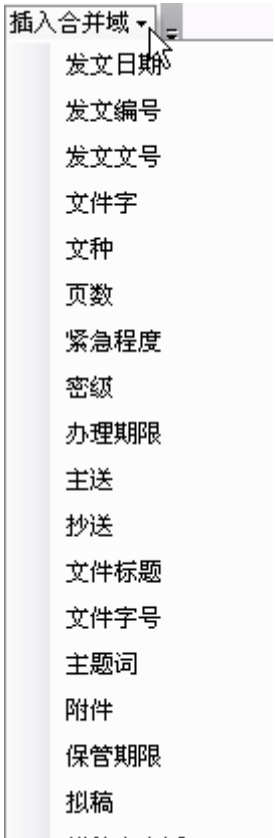 插入合并域
发文日期
发文编号
发文文号
文件字
文种
页数
紧急程度
密级
办理期限
主送
抄送
文件标题
文件字号
主题词
附件
保管期限
拟稿